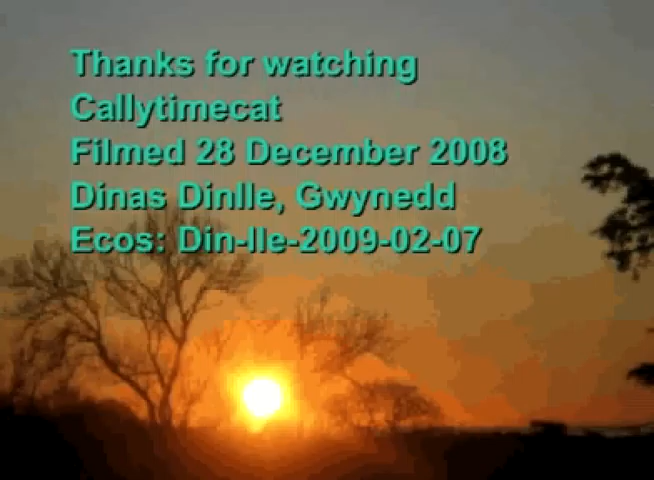 Thanks for watching
Callytimecat
Filmed 28 December 2008
Dinas Dinlle, Gwynedd
Ecos: Din-lle-2009-02-07